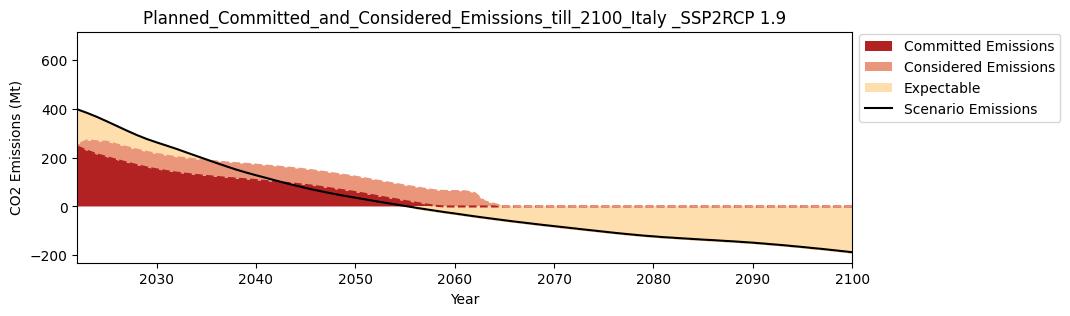 Planned_Committed_and_Considered_Emissions_till_2100_Italy _SSP2RCP 1.9
Committed Emissions
Considered Emissions
Expectable
Scenario Emissions
CO2 Emissions (Mt)
600
400
200
0
−200
2030 2040 2050 2060 2070 2080 2090 2100
Year